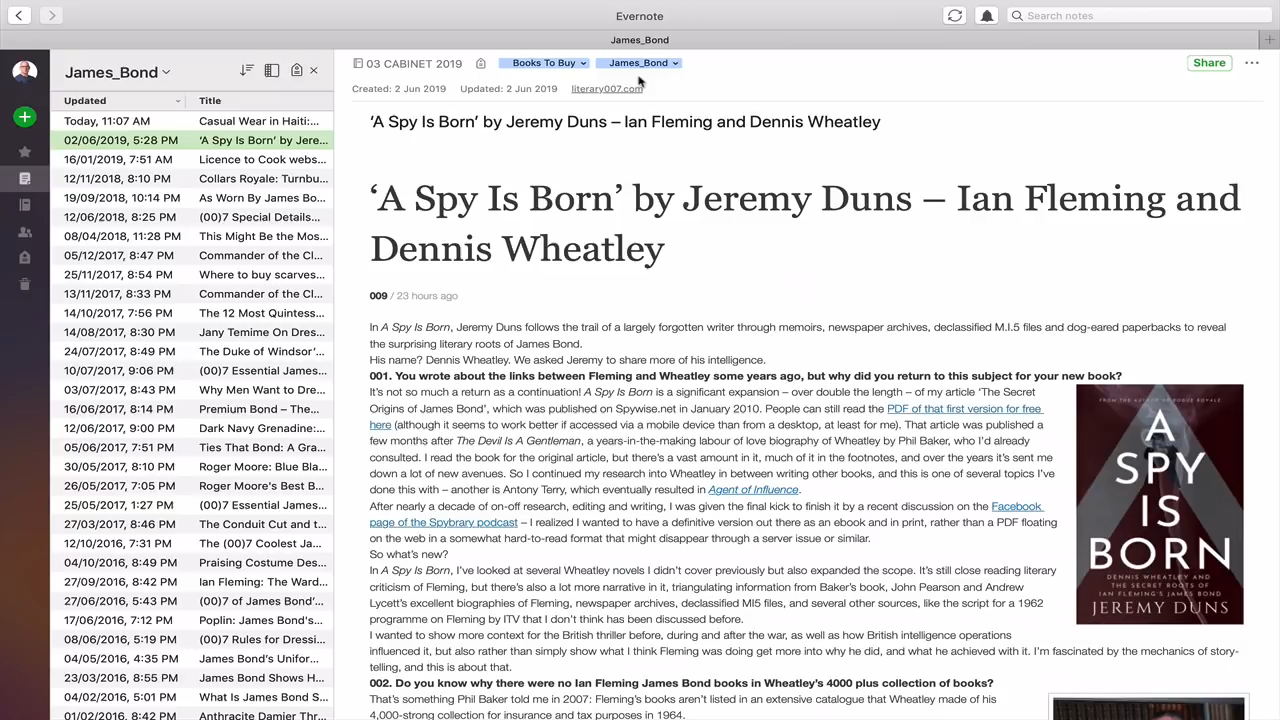 Evernote
Search notes
James_Bond
James_Bond
Updated Title
Today, 11:07 AM Casual Wear in Haiti:...
02/06/2019, 5:28 PM ‘A Spy Is Born’ by Jere...
16/01/2019, 7:51 AM Licence to Cook webs...
12/11/2018, 8:10 PM Collars Royale: Turnbu...
19/09/2018, 10:14 PM As Worn By James Bo...
12/06/2018, 8:25 PM (00)7 Special Details...
08/04/2018, 11:28 PM This Might Be the Mos...
05/12/2017, 8:47 PM Commander of the Cl...
25/11/2017, 8:54 PM Where to buy scarves...
13/11/2017, 8:33 PM Commander of the Cl...
14/10/2017, 7:56 PM The 12 Most Quintess...
14/08/2017, 8:30 PM Jany Temime On Dres...
24/07/2017, 8:49 PM The Duke of Windsor’...
10/07/2017, 9:06 PM (00)7 Essential James...
03/07/2017, 8:43 PM Why Men Want to Dre...
16/06/2017, 8:14 PM Premium Bond – The...
12/06/2017, 9:00 PM Dark Navy Grenadine:...
05/06/2017, 7:51 PM Ties That Bond: A Gra...
30/05/2017, 8:10 PM Roger Moore: Blue Bla...
26/05/2017, 7:05 PM Roger Moore's Best B...
25/05/2017, 1:27 PM (00)7 Essential James...
27/03/2017, 8:46 PM The Conduit Cut and t...
12/10/2016, 7:31 PM The (00)7 Coolest Ja...
04/10/2016, 8:49 PM Praising Costume Des...
27/09/2016, 8:42 PM Ian Fleming: The Ward...
27/06/2016, 5:43 PM (00)7 of James Bond’...
17/06/2016, 7:12 PM Poplin: James Bond's...
08/06/2016, 5:19 PM (00)7 Rules for Dressi...
04/05/2016, 4:35 PM James Bond’s Unifor...
23/03/2016, 8:55 PM James Bond Shows H...
04/02/2016, 5:01 PM What Is James Bond S...
01/02/2016, 8:42 PM Anthracite Damier Thr...
03 CABINET 2019 Books To Buy James_Bond Share
Created: 2 Jun 2019 Updated: 2 Jun 2019 literary007.com
‘A Spy Is Born’ by Jeremy Duns – Ian Fleming and Dennis Wheatley
‘A Spy Is Born’ by Jeremy Duns – Ian Fleming and
Dennis Wheatley
009 / 23 hours ago
In A Spy Is Born, Jeremy Duns follows the trail of a largely forgotten writer through memoirs, newspaper archives, declassified M.I.5 files and dog-eared paperbacks to reveal
the surprising literary roots of James Bond.
His name? Dennis Wheatley. We asked Jeremy to share more of his intelligence.
001. You wrote about the links between Fleming and Wheatley some years ago, but why did you return to this subject for your new book?
It’s not so much a return as a continuation! A Spy Is Born is a significant expansion – over double the length – of my article ‘The Secret
Origins of James Bond’, which was published on Spywise.net in January 2010. People can still read the PDF of that first version for free
here (although it seems to work better if accessed via a mobile device than from a desktop, at least for me). That article was published a
few months after The Devil Is A Gentleman, a years-in-the-making labour of love biography of Wheatley by Phil Baker, who I’d already
consulted. I read the book for the original article, but there’s a vast amount in it, much of it in the footnotes, and over the years it’s sent me
down a lot of new avenues. So I continued my research into Wheatley in between writing other books, and this is one of several topics I’ve
done this with – another is Antony Terry, which eventually resulted in Agent of Influence.
After nearly a decade of on-off research, editing and writing, I was given the final kick to finish it by a recent discussion on the Facebook
page of the Spybrary podcast – I realized I wanted to have a definitive version out there as an ebook and in print, rather than a PDF floating
on the web in a somewhat hard-to-read format that might disappear through a server issue or similar.
So what’s new?
In A Spy Is Born, I’ve looked at several Wheatley novels I didn’t cover previously but also expanded the scope. It’s still close reading literary
criticism of Fleming, but there’s also a lot more narrative in it, triangulating information from Baker’s book, John Pearson and Andrew
Lycett’s excellent biographies of Fleming, newspaper archives, declassified MI5 files, and several other sources, like the script for a 1962
programme on Fleming by ITV that I don’t think has been discussed before.
I wanted to show more context for the British thriller before, during and after the war, as well as how British intelligence operations
influenced it, but also rather than simply show what I think Fleming was doing get more into why he did, and what he achieved with it. I’m fascinated by the mechanics of story-
telling, and this is about that.
002. Do you know why there were no Ian Fleming James Bond books in Wheatley’s 4000 plus collection of books?
That’s something Phil Baker told me in 2007: Fleming’s books aren’t listed in an extensive catalogue that Wheatley made of his
4,000-strong collection for insurance and tax purposes in 1964.
FROM THE AUTHOR OF ROGUE ROYALE
A
SPY
IS
BORN
DENNIS WHEATLEY AND
THE SECRET ROOTS OF
IAN FLEMING'S JAMES BOND
JEREMY DUNS